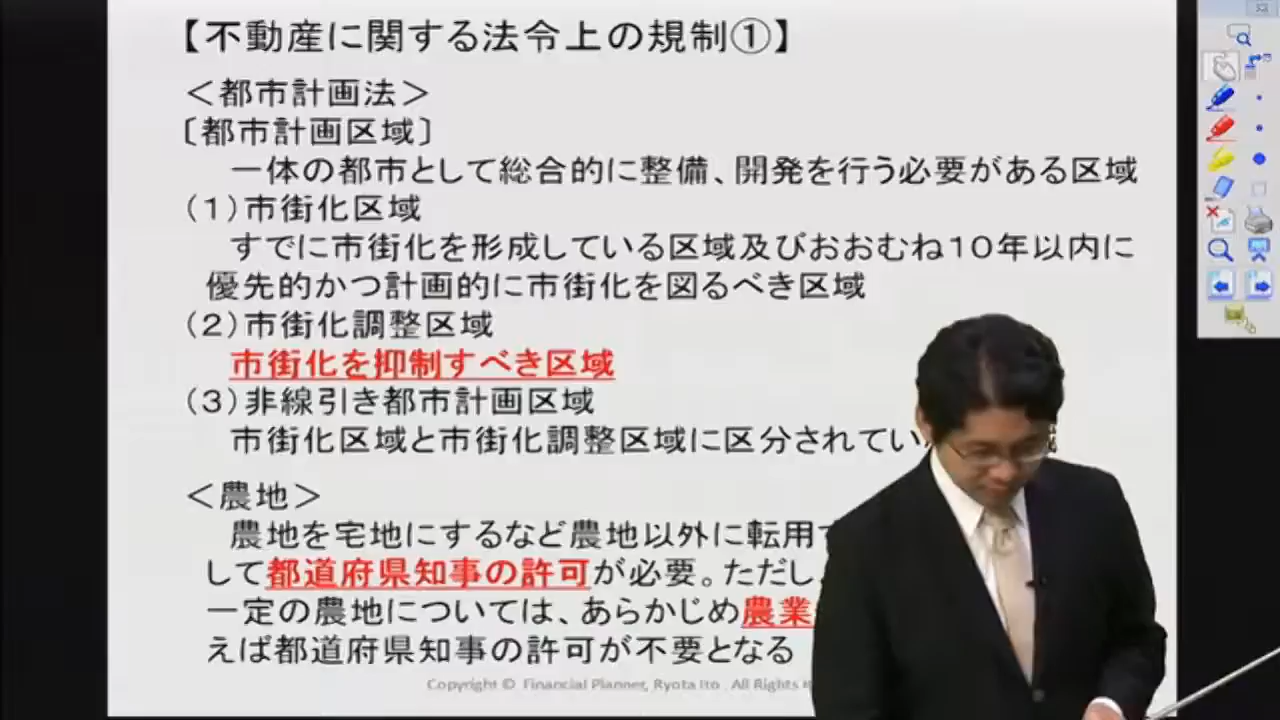 【不動産に関する法令上の規制①】
＜都市計画法＞
〔都市計画区域〕
一体の都市として総合的に整備、開発を行う必要がある区域
（１）市街化区域
すでに市街化を形成している区域及びおおむね１０年以内に
優先的かつ計画的に市街化を図るべき区域
（２）市街化調整区域
市街化を抑制すべき区域
（３）非線引き都市計画区域
市街化区域と市街化調整区域に区分されてい
＜農地＞
農地を宅地にするなど農地以外に転用
して都道府県知事の許可が必要。ただし、
一定の農地については、あらかじめ農業
えば都道府県知事の許可が不要となる
Copyright © Financial Planner, Ryota Ito . All Rights